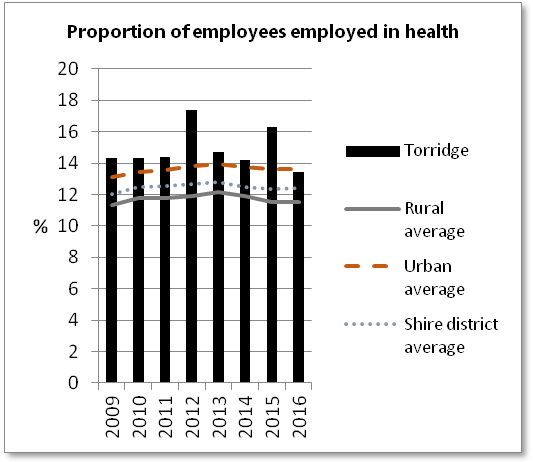 Proportion of employees employed in health
20
18
16
14
12
10
8
6
4
2
0
%
2009
2010
2011
2012
2013
2014
2015
2016
Torridge
Rural
average
Urban
average
Shire district
average